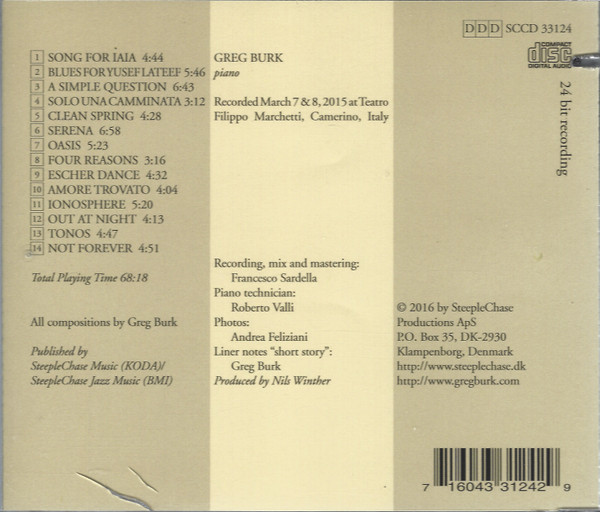 1 SONG FOR IAIA 4:44
2 BLUES FOR YUSEF LATEEF 5:46
3 A SIMPLE QUESTION 6:43
4 SOLO UNA CAMMINATA 3:12
5 CLEAN SPRING 4:28
6 SERENA 6:58
7 OASIS 5:23
8 FOUR REASONS 3:16
9 ESCHER DANCE 4:32
10 AMORE TROVATO 4:04
11 IONOSPHERE 5:20
12 OUT AT NIGHT 4:13
13 TONOS 4:47
14 NOT FOREVER 4:51
Total Playing Time 68:18
All compositions by Greg Burk
Published by
SteepleChase Music (KODA)/
SteepleChase Jazz Music (BMI)
GREG BURK
piano
Recorded March 7 & 8, 2015 at Teatro
Filippo Marchetti, Camerino, Italy
Recording, mix and mastering:
Francesco Sardella
Piano technician:
Roberto Valli
Photos:
Andrea Feliziani
Liner notes “short story”:
Greg Burk
Produced by Nils Winther
DDD SCCD 33124
COMPACT
disc
DIGITAL AUDIO
24 bit recording
© 2016 by SteepleChase
Productions ApS
P.O. Box 35, DK-2930
Klampenborg, Denmark
http://www.steeplechase.dk
http://www.gregburk.com
7 16043 31242 9